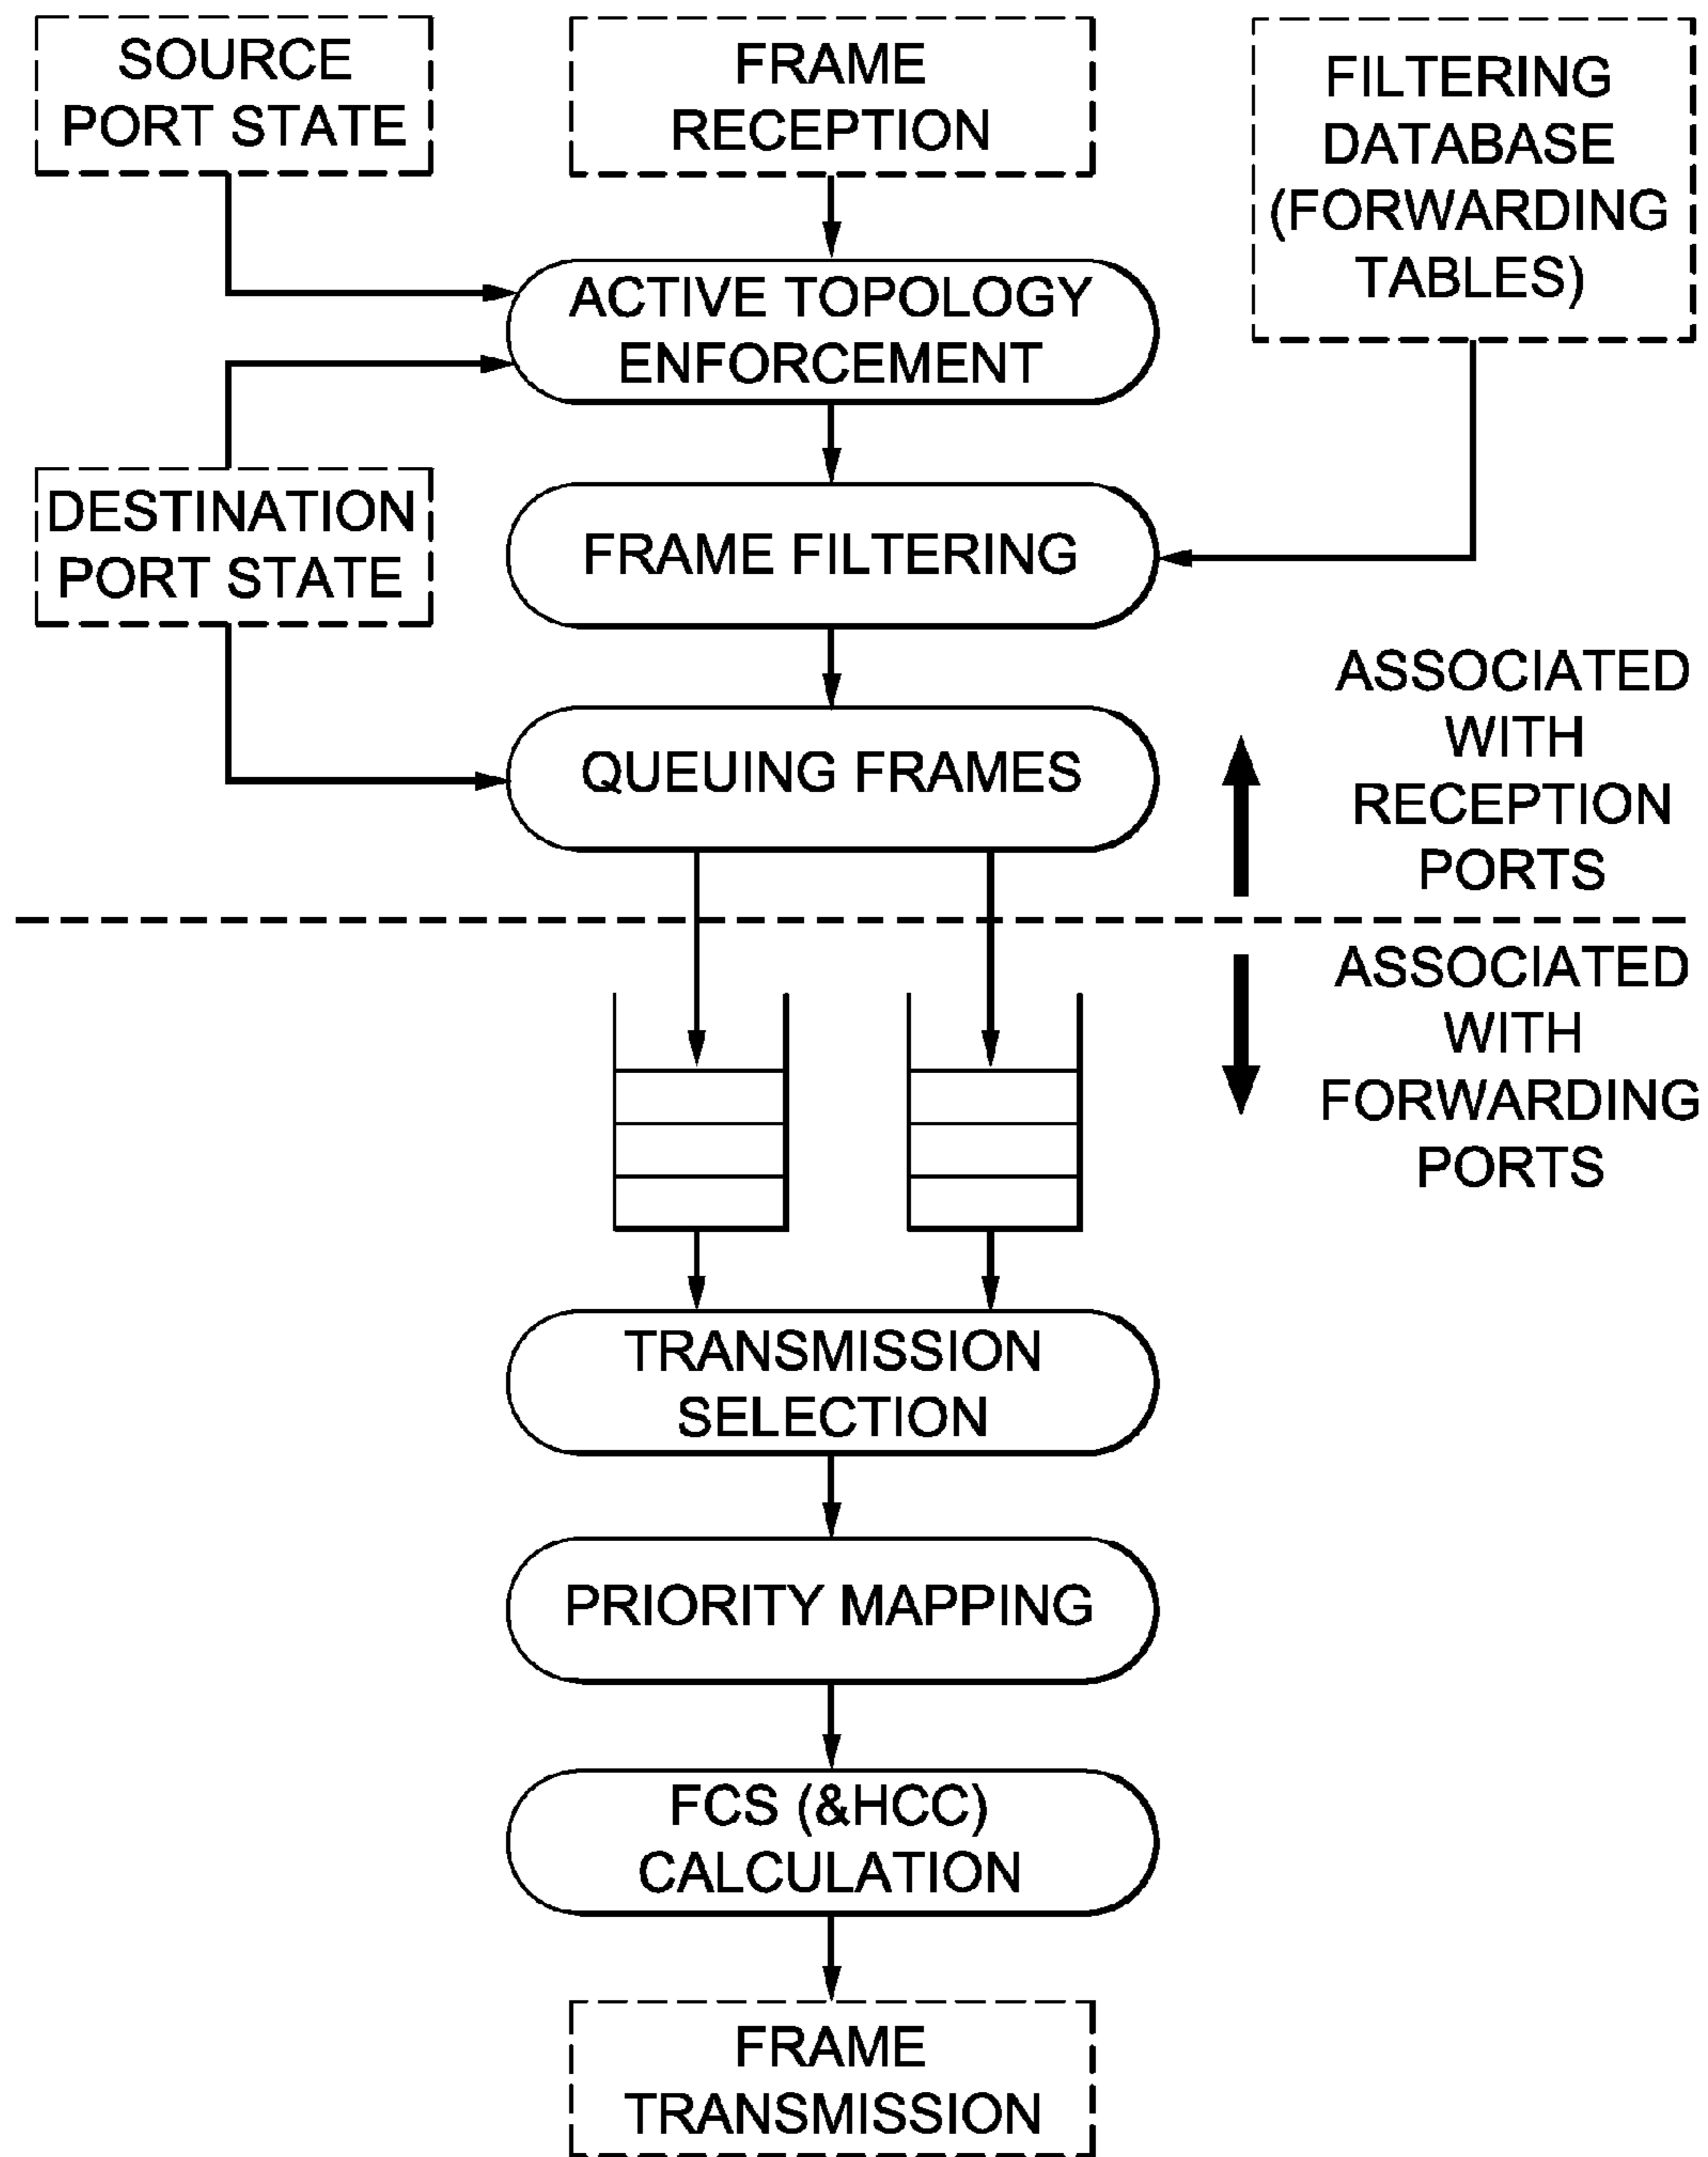 SOURCE
PORT STATE
FRAME
RECEPTION
FILTERING
DATABASE
(FORWARDING
TABLES)
ACTIVE TOPOLOGY
ENFORCEMENT
DESTINATION
PORT STATE
FRAME FILTERING
QUEUING FRAMES
ASSOCIATED
WITH
RECEPTION
PORTS
ASSOCIATED
WITH
FORWARDING
PORTS
TRANSMISSION
SELECTION
PRIORITY MAPPING
FCS (&HCC)
CALCULATION
FRAME
TRANSMISSION